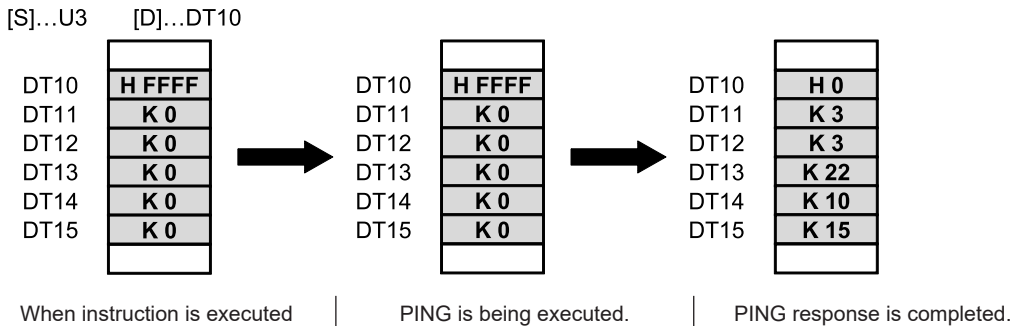 [S]…U3 [D]…DT10
DT10 H FFFF DT10 H FFFF DT10 H 0
DT11 K 0 DT11 K 0 DT11 K 3
DT12 K 0 DT12 K 0 DT12 K 3
DT13 K 0 DT13 K 0 DT13 K 22
DT14 K 0 DT14 K 0 DT14 K 10
DT15 K 0 DT15 K 0 DT15 K 15
When instruction is executed PING is being executed. PING response is completed.